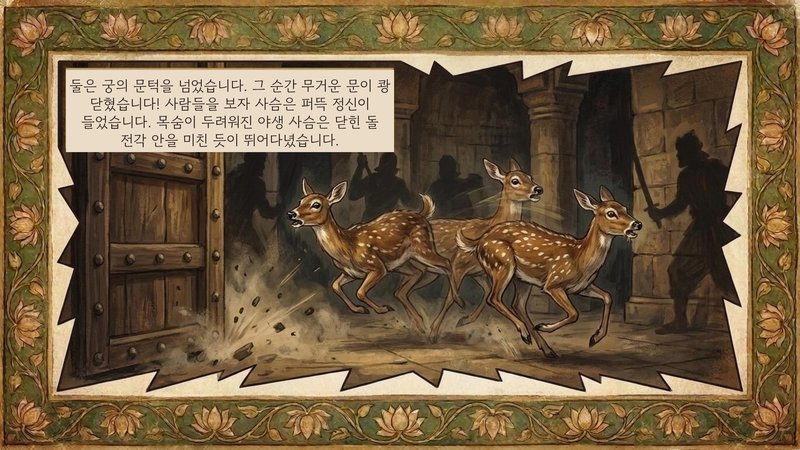 둘은 궁의 문턱을 넘었습니다. 그 순간 무거운 문이 쾅
닫혔습니다! 사람들을 보자 사슴은 퍼뜩 정신이
들었습니다. 목숨이 두려워진 야생 사슴은 닫힌 돌
전각 안을 미친 듯이 뛰어다녔습니다.